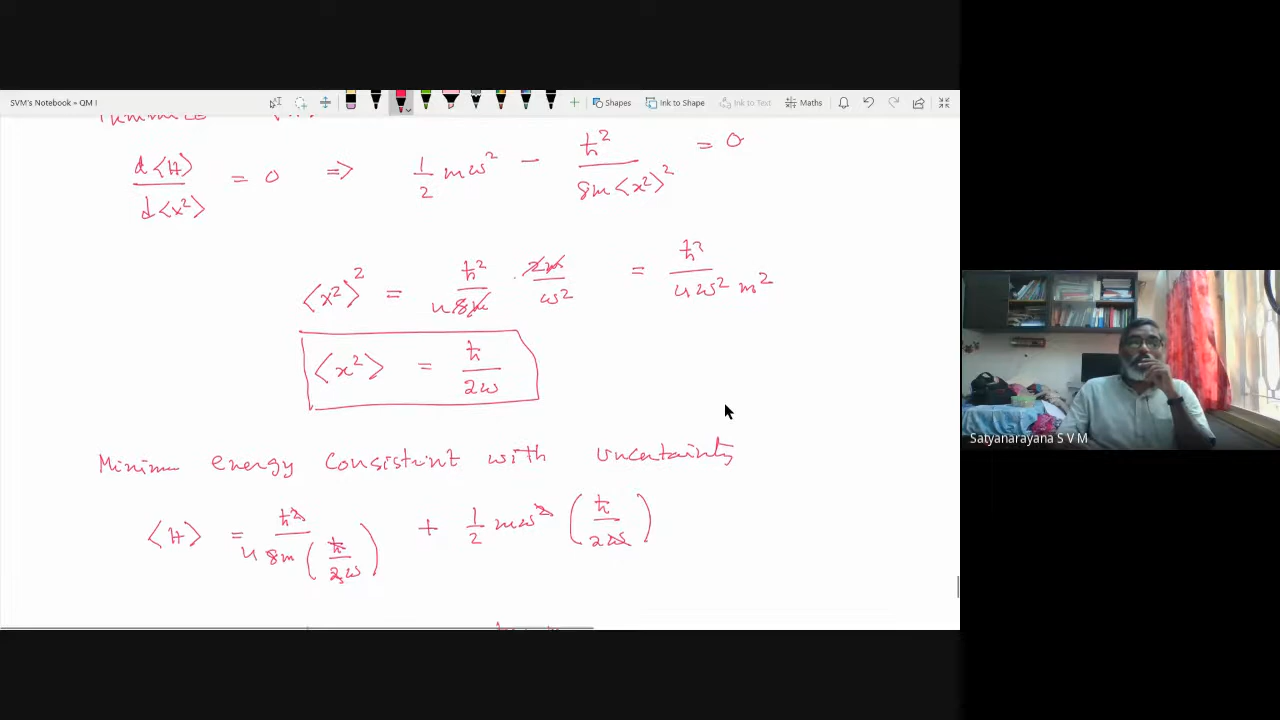 SVM's Notebook » QM I
Shapes Ink to Shape Ink to Text Maths
d⟨H⟩/d⟨x²⟩ = 0 ⇒ 1/2 mω² − ħ²/8m⟨x²⟩² = 0
⟨x²⟩² = ħ²/4 8m · 2m/ω² = ħ²/4ω² m²
⟨x²⟩ = ħ/2ω
Minimum energy consistent with uncertainty
⟨H⟩ = ħ²/4 8m (ħ/2ω) + 1/2 mω² (ħ/2ω)
Satyanarayana S V M